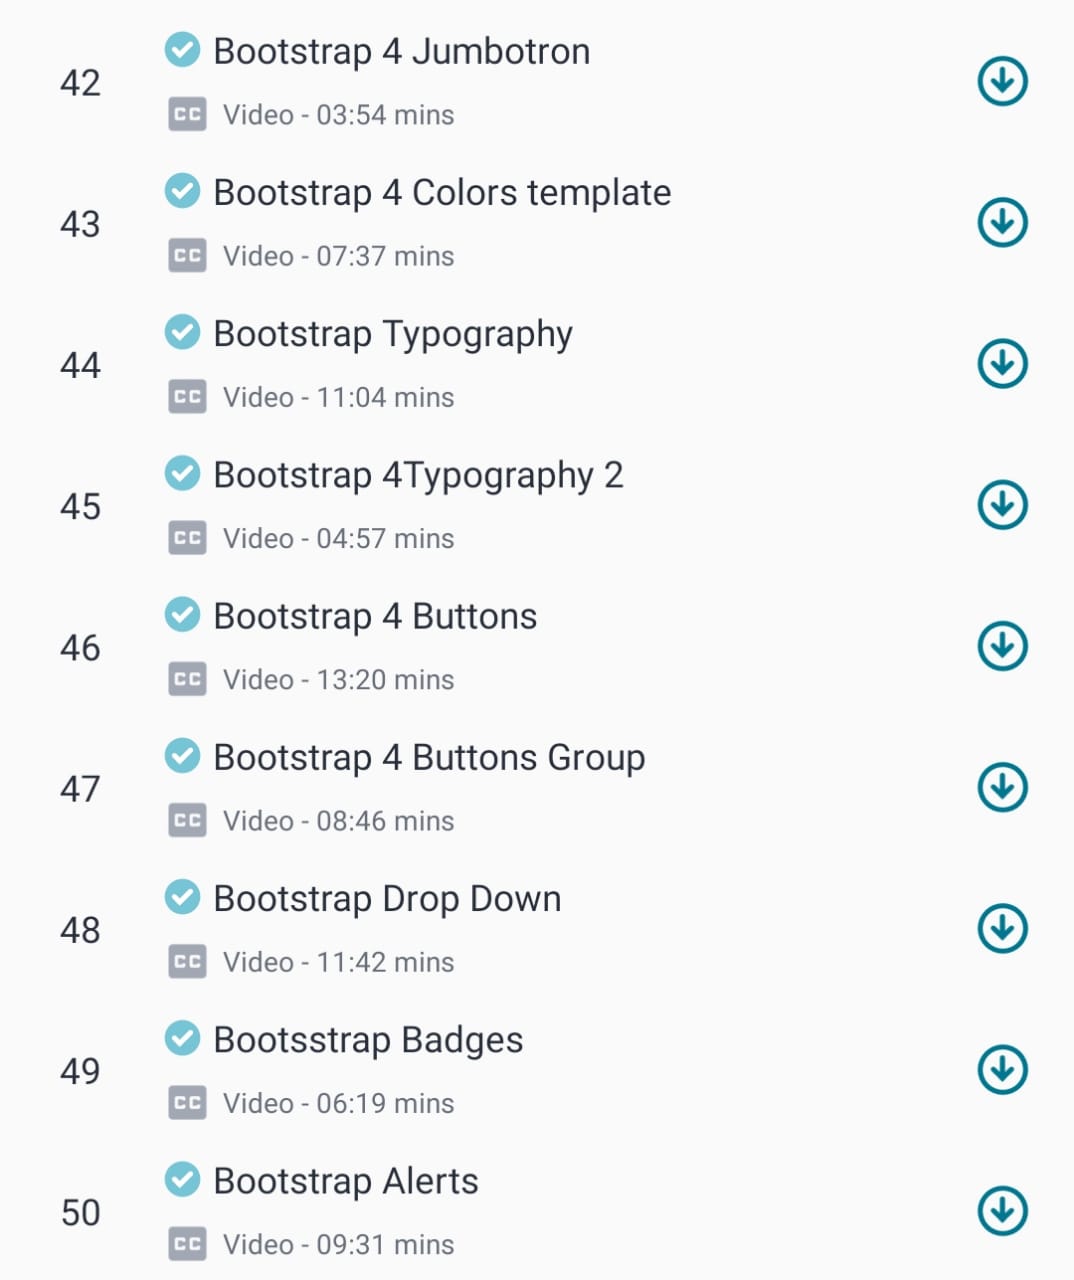 42
Bootstrap 4 Jumbotron
CC Video - 03:54 mins
43
Bootstrap 4 Colors template
CC Video - 07:37 mins
44
Bootstrap Typography
CC Video - 11:04 mins
45
Bootstrap 4Typography 2
CC Video - 04:57 mins
46
Bootstrap 4 Buttons
CC Video - 13:20 mins
47
Bootstrap 4 Buttons Group
CC Video - 08:46 mins
48
Bootstrap Drop Down
CC Video - 11:42 mins
49
Bootsstrap Badges
CC Video - 06:19 mins
50
Bootstrap Alerts
CC Video - 09:31 mins